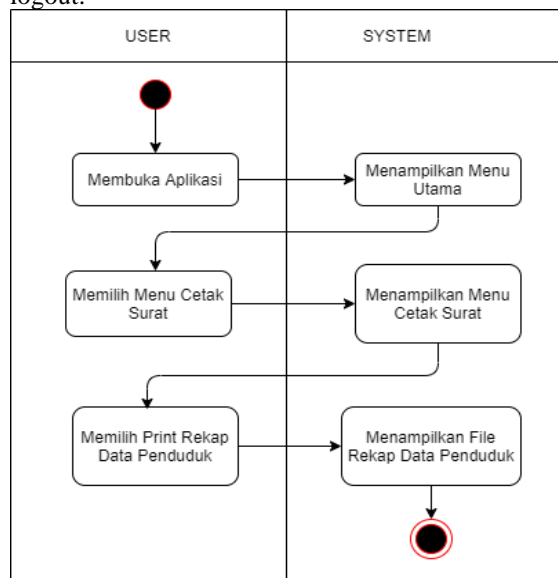 logout.
USER
SYSTEM
Membuka Aplikasi
Menampilkan Menu
Utama
Memilih Menu Cetak
Surat
Menampilkan Menu
Cetak Surat
Memilih Print Rekap
Data Penduduk
Menampilkan File
Rekap Data Penduduk